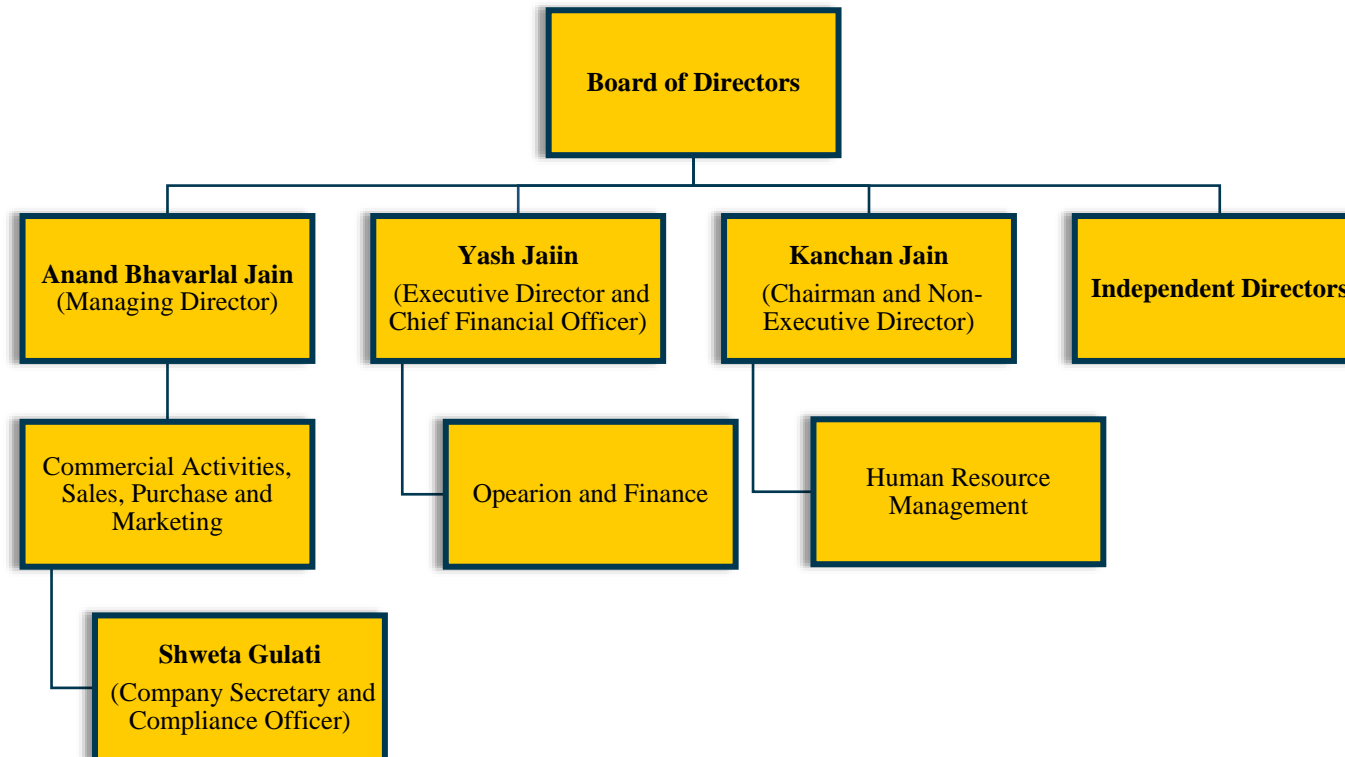 Board of Directors
Anand Bhavarlal Jain
(Managing Director)
Yash Jaiin
(Executive Director and
Chief Financial Officer)
Kanchan Jain
(Chairman and Non-
Executive Director)
Independent Directors
Commercial Activities,
Sales, Purchase and
Marketing
Opearion and Finance
Human Resource
Management
Shweta Gulati
(Company Secretary and
Compliance Officer)